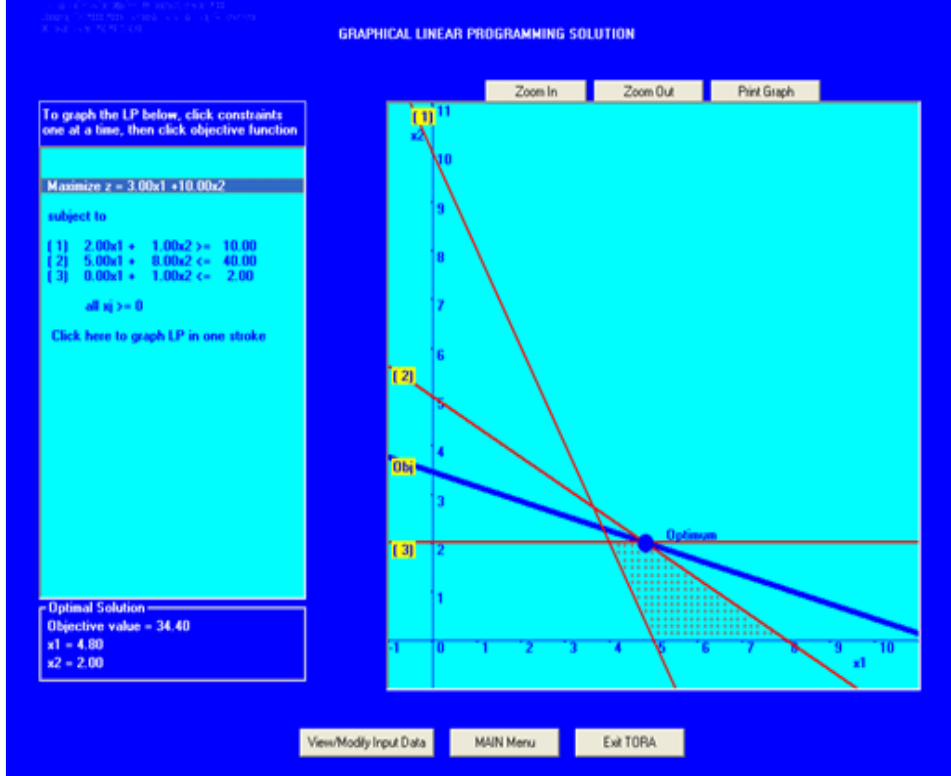 GRAPHICAL LINEAR PROGRAMMING SOLUTION
Zoom In Zoom Out Print Graph
To graph the LP below, click constraints
one at a time, then click objective function
Maximize z = 3.00x1 +10.00x2
subject to
( 1) 2.00x1 + 1.00x2 >= 10.00
( 2) 5.00x1 + 8.00x2 <= 40.00
( 3) 0.00x1 + 1.00x2 <= 2.00
all xj >= 0
Click here to graph LP in one stroke
( 1) 11
x2
10
9
8
7
6
( 2)
5
4
Obj
3
Optimum
( 3) 2
1
-1 0 1 2 3 4 5 6 7 8 9 10
x1
Optimal Solution
Objective value = 34.40
x1 = 4.80
x2 = 2.00
View/Modify Input Data MAIN Menu Exit TORA